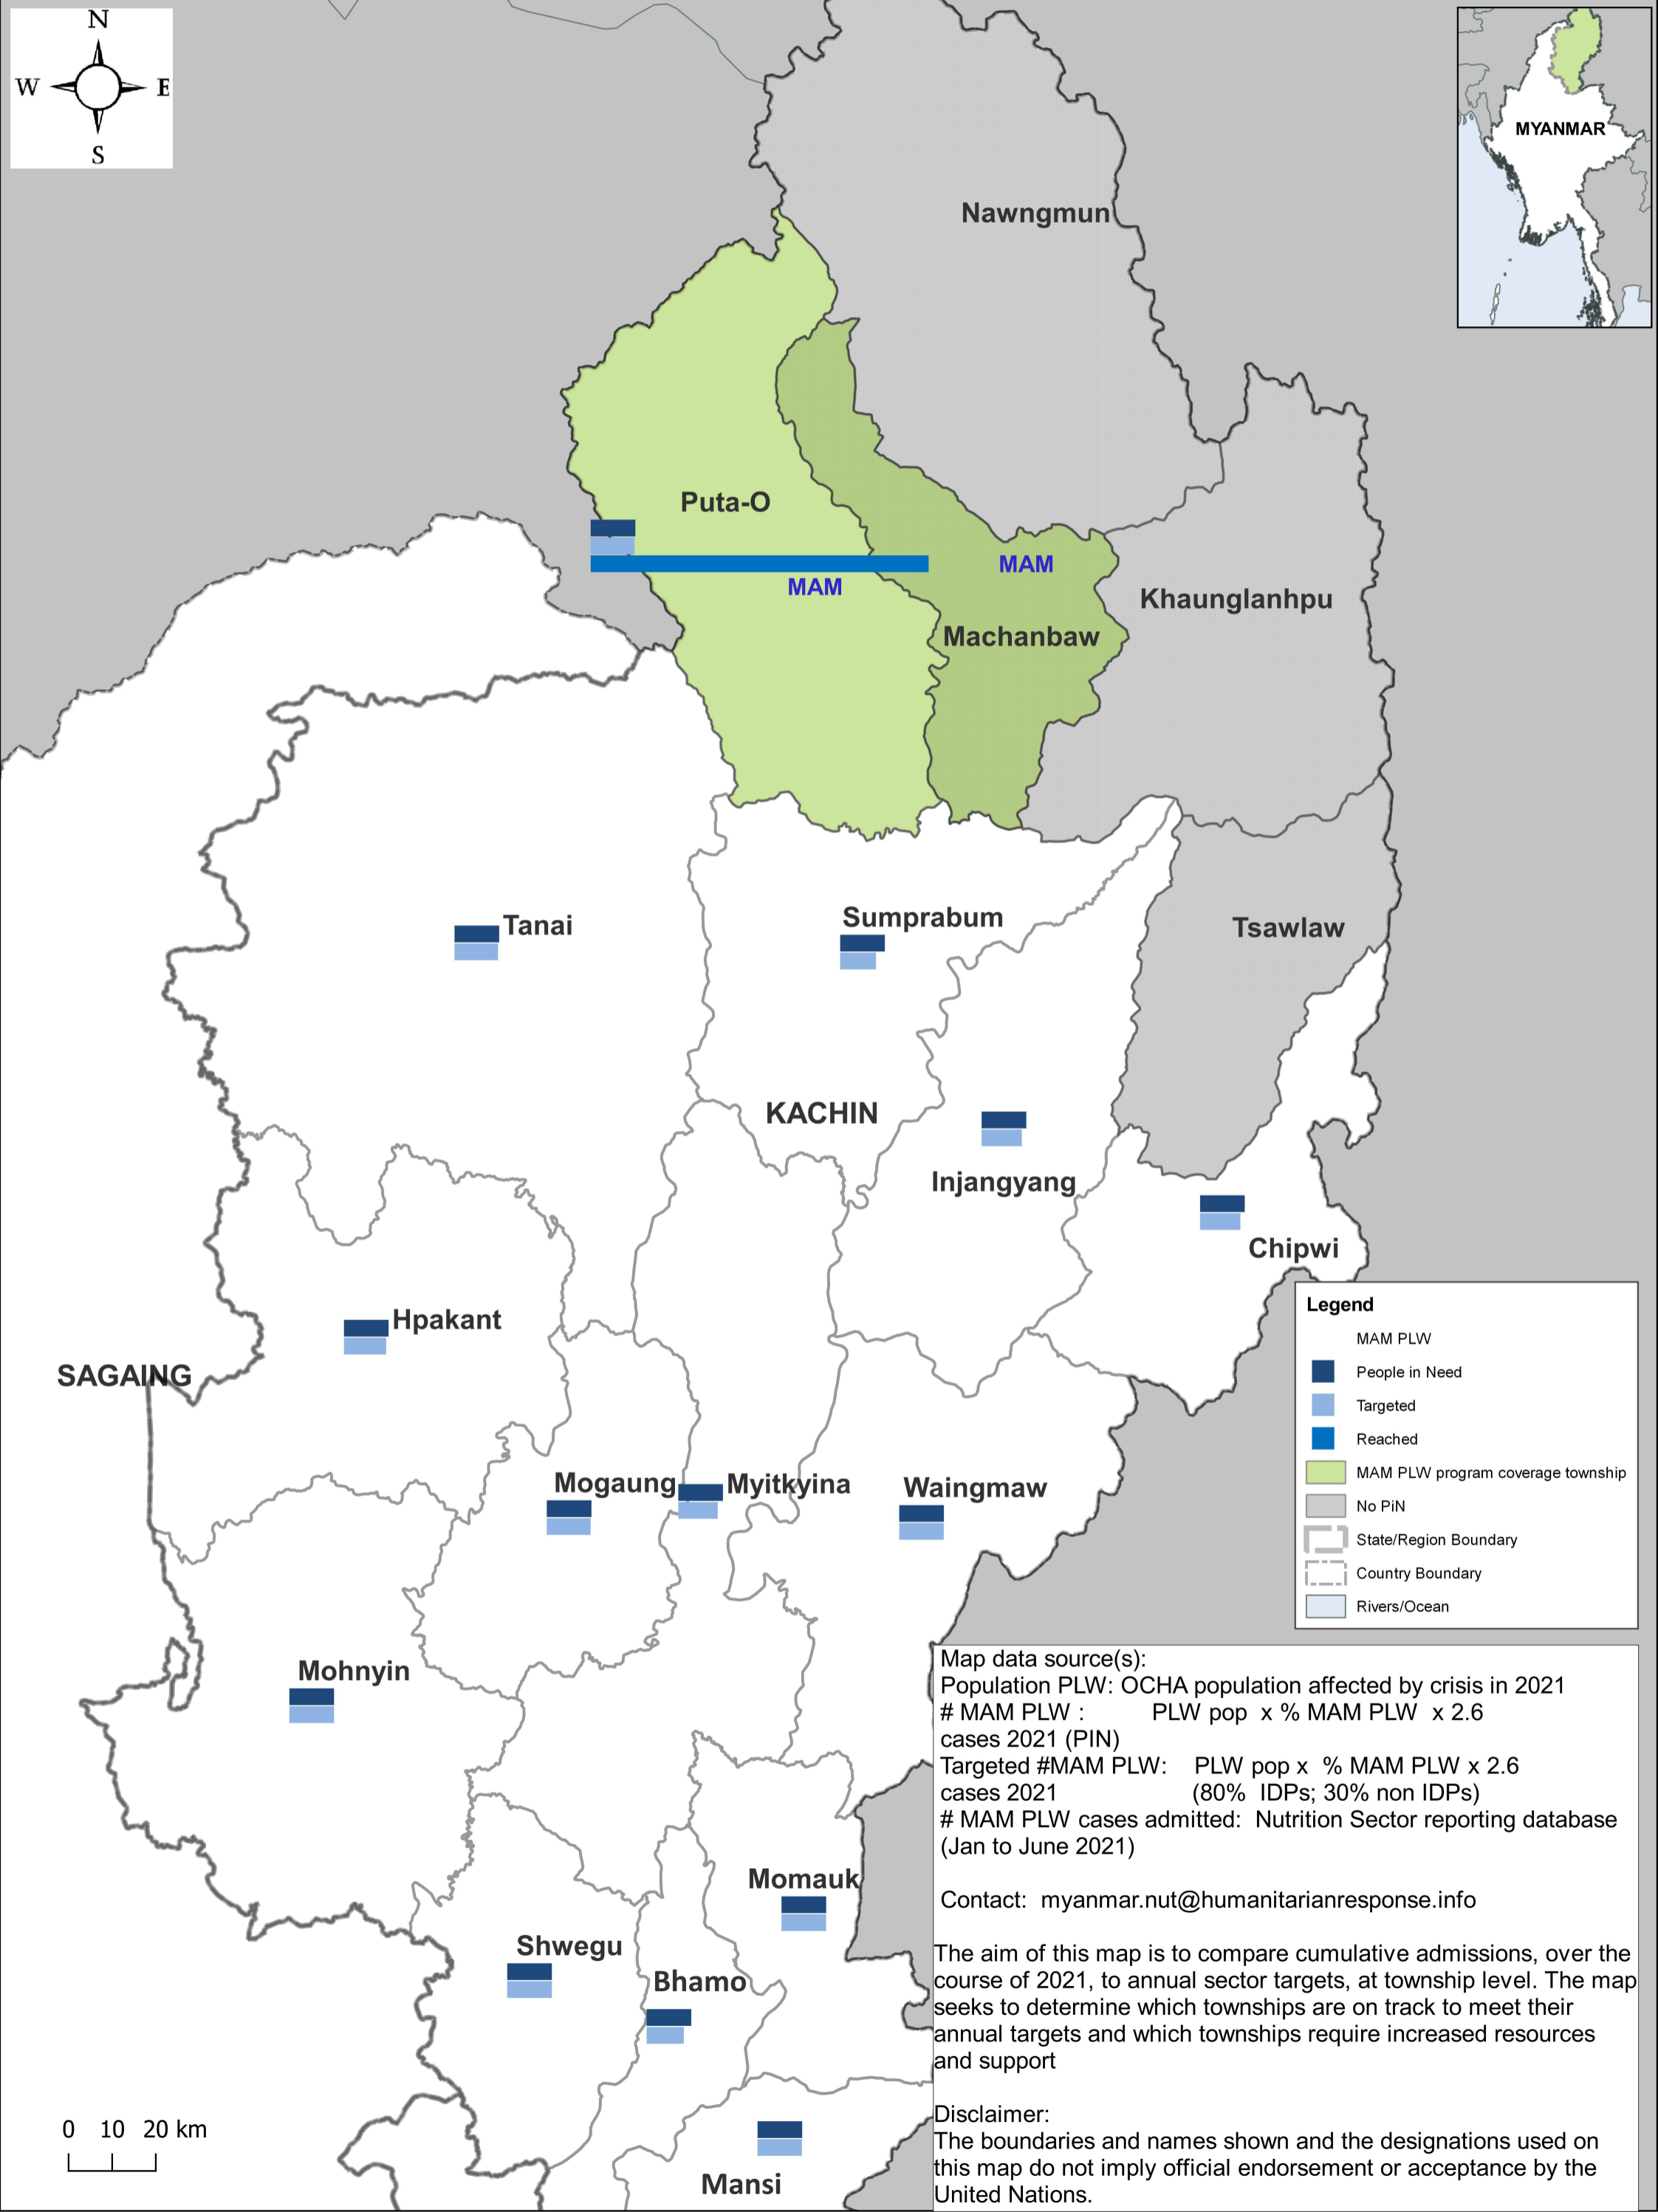 N
W E
S
MYANMAR
Nawngmun
Puta-O
MAM
MAM
Khaunglanhpu
Machanbaw
Tanai
Sumprabum
Tsawlaw
KACHIN
Injangyang
Chipwi
Hpakant
SAGAING
Mogaung
Myitkyina
Waingmaw
Mohnyin
Momauk
Shwegu
Bhamo
Mansi
0 10 20 km
Legend
MAM PLW
People in Need
Targeted
Reached
MAM PLW program coverage township
No PiN
State/Region Boundary
Country Boundary
Rivers/Ocean
Map data source(s):
Population PLW: OCHA population affected by crisis in 2021
# MAM PLW : PLW pop x % MAM PLW x 2.6
cases 2021 (PIN)
Targeted #MAM PLW: PLW pop x % MAM PLW x 2.6
cases 2021 (80% IDPs; 30% non IDPs)
# MAM PLW cases admitted: Nutrition Sector reporting database
(Jan to June 2021)
Contact: myanmar.nut@humanitarianresponse.info
The aim of this map is to compare cumulative admissions, over the
course of 2021, to annual sector targets, at township level. The map
seeks to determine which townships are on track to meet their
annual targets and which townships require increased resources
and support
Disclaimer:
The boundaries and names shown and the designations used on
this map do not imply official endorsement or acceptance by the
United Nations.